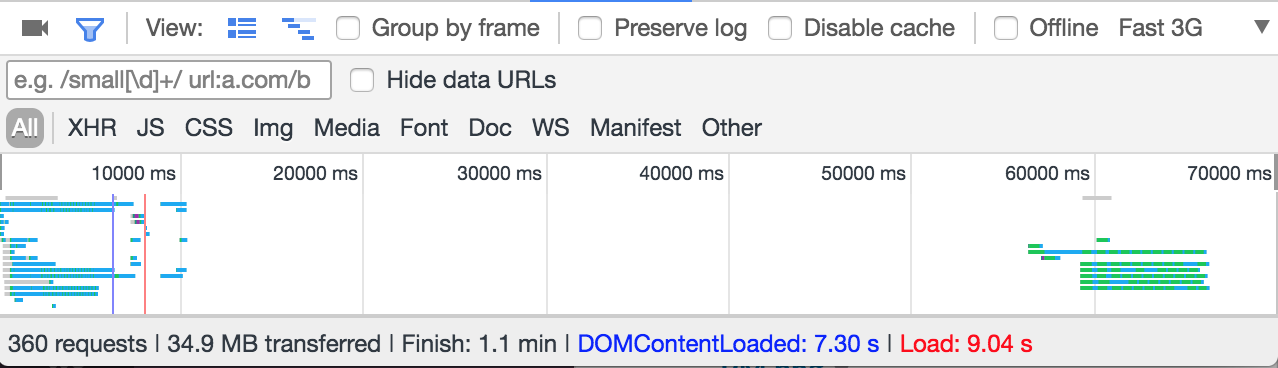 View: Group by frame Preserve log Disable cache Offline Fast 3G
e.g. /small[\d]+/ url:a.com/b Hide data URLs
All XHR JS CSS Img Media Font Doc WS Manifest Other
10000 ms 20000 ms 30000 ms 40000 ms 50000 ms 60000 ms 70000 ms
360 requests | 34.9 MB transferred | Finish: 1.1 min | DOMContentLoaded: 7.30 s | Load: 9.04 s